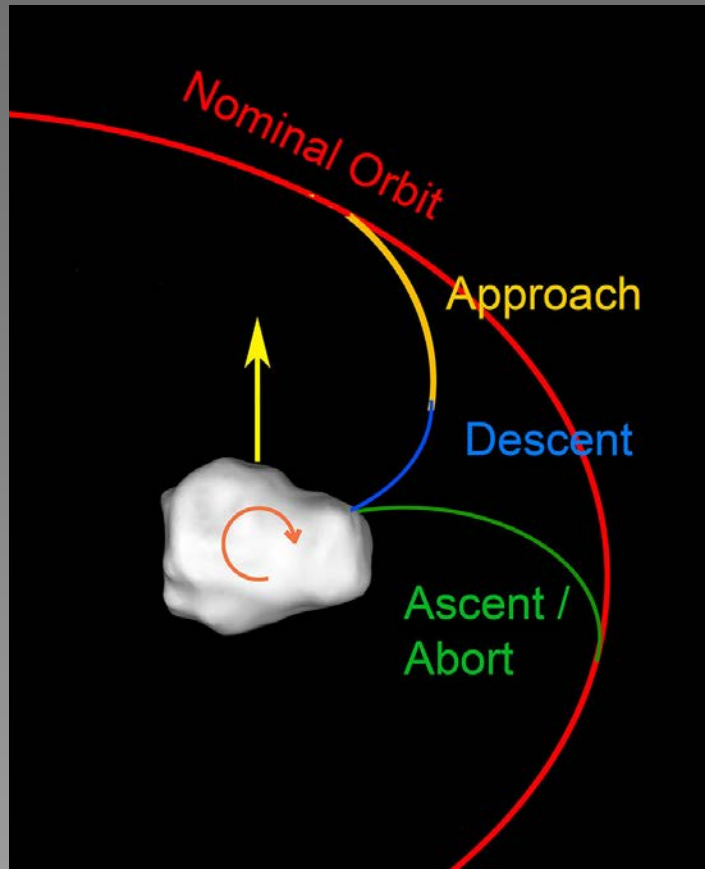 Nominal Orbit
Approach
Descent
Ascent /
Abort